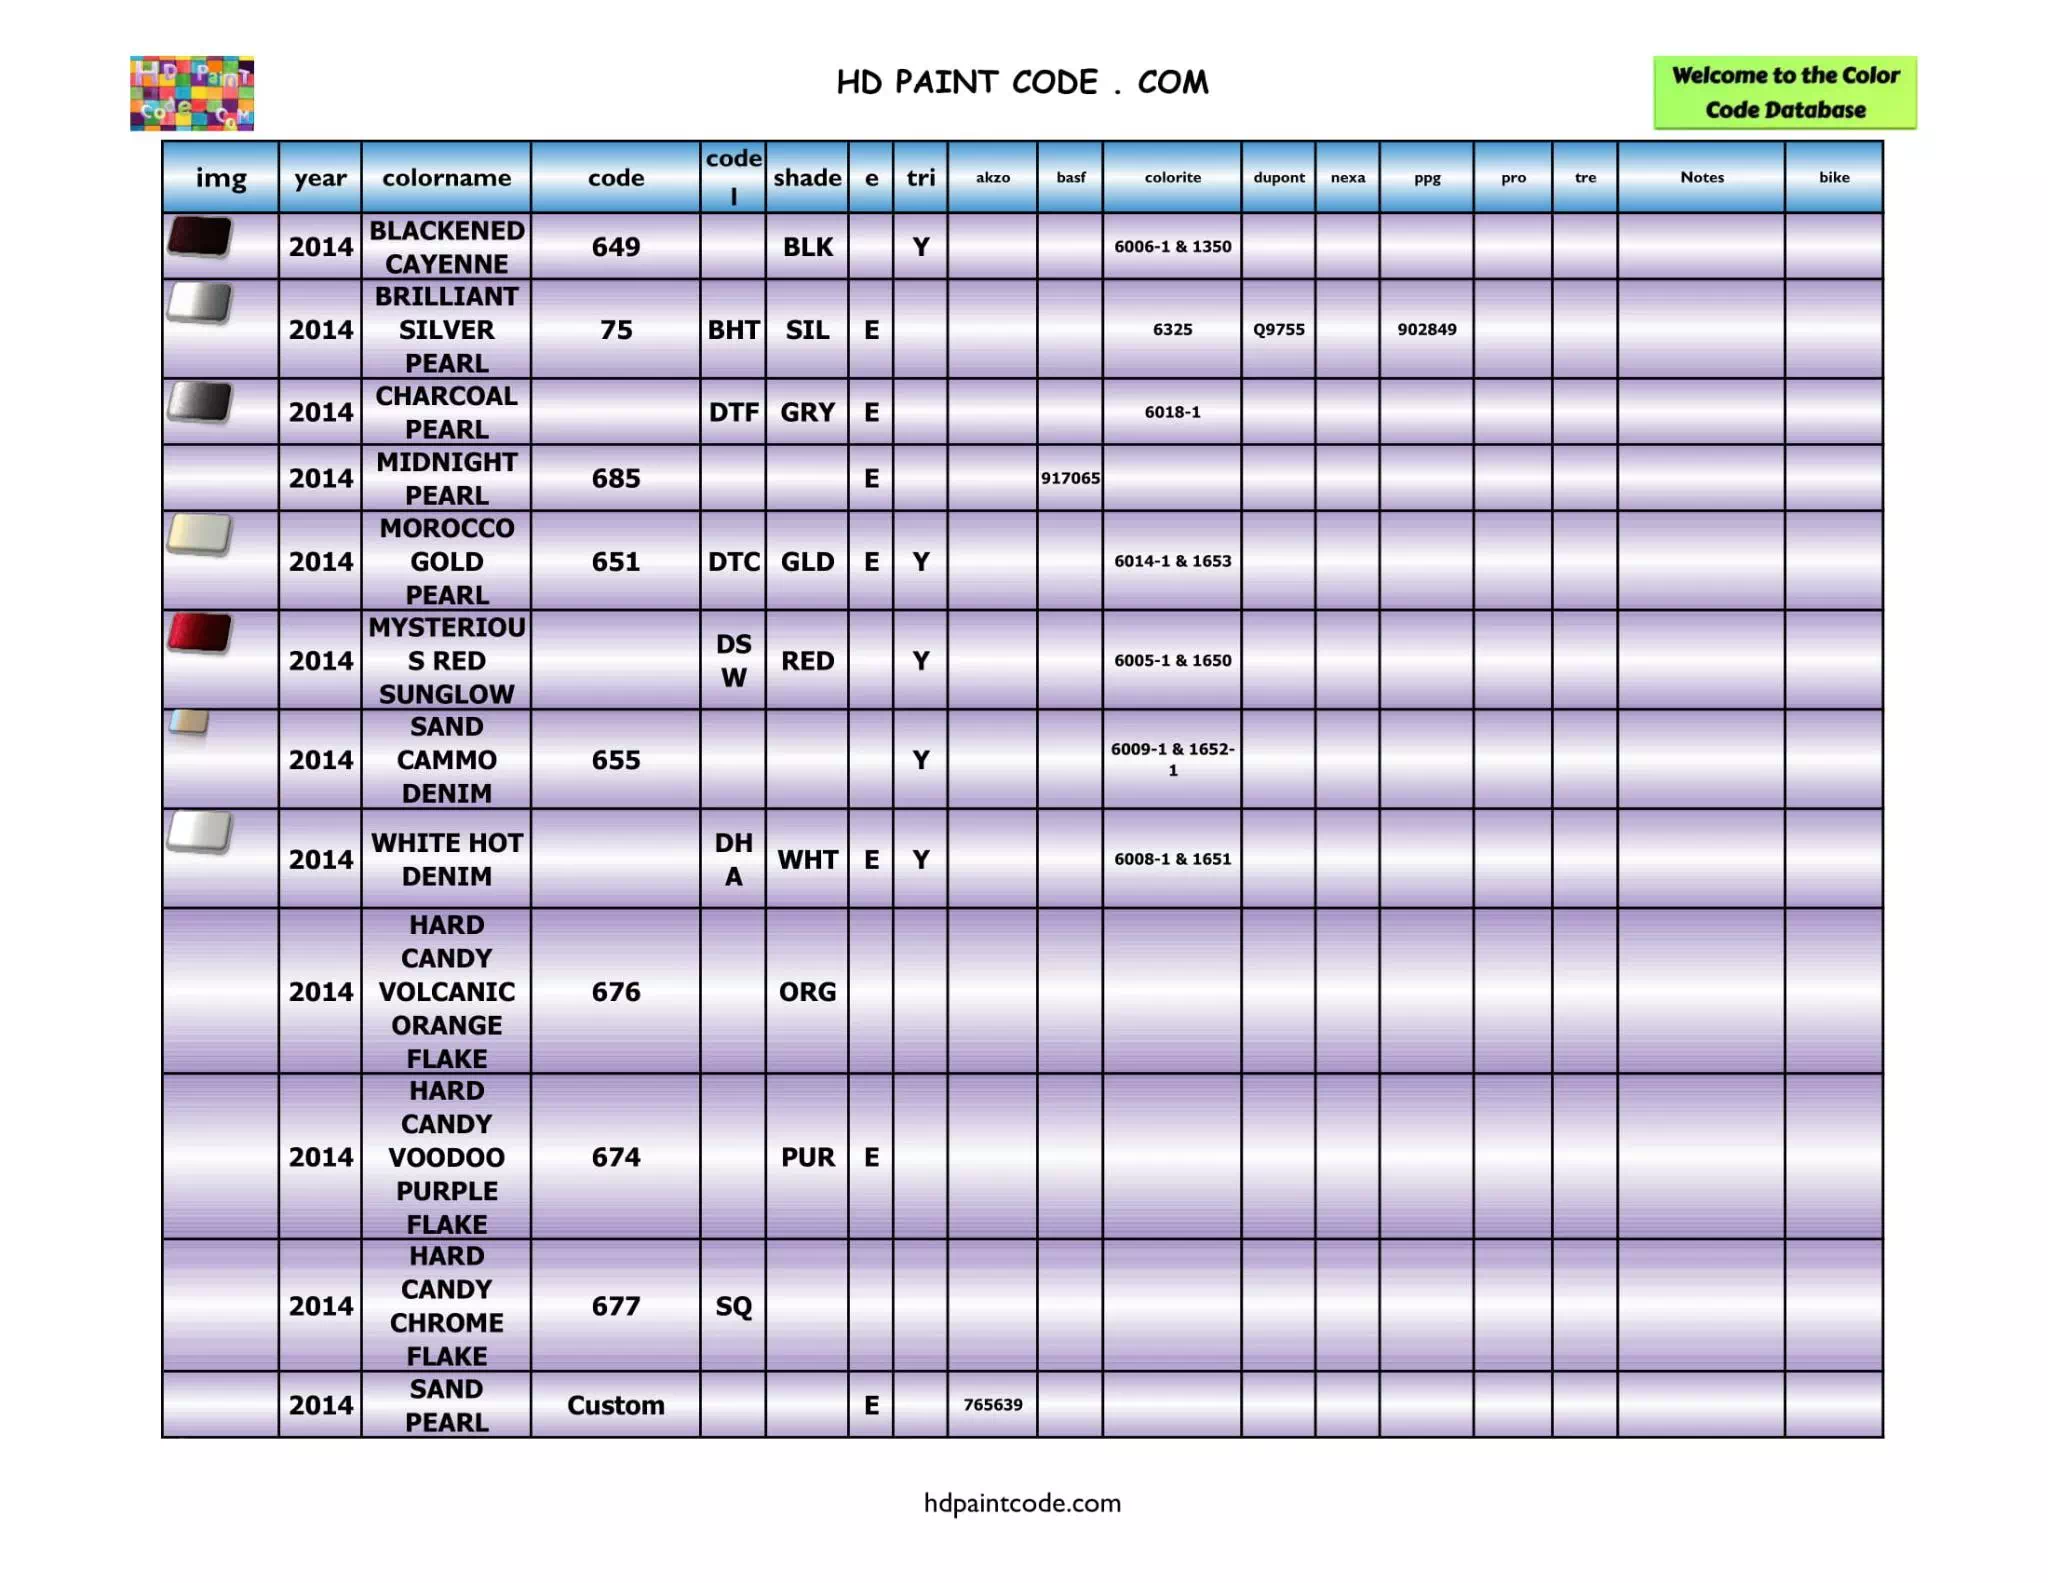 HD PainT
Code CoM
HD PAINT CODE . COM
Welcome to the Color
Code Database
img year colorname code code l shade e tri akzo basf colorite dupont nexa ppg pro tre Notes bike
2014 BLACKENED CAYENNE 649 BLK Y 6006-1 & 1350
2014 BRILLIANT SILVER PEARL 75 BHT SIL E 6325 Q9755 902849
2014 CHARCOAL PEARL DTF GRY E 6018-1
2014 MIDNIGHT PEARL 685 E 917065
2014 MOROCCO GOLD PEARL 651 DTC GLD E Y 6014-1 & 1653
2014 MYSTERIOU S RED SUNGLOW DS W RED Y 6005-1 & 1650
2014 SAND CAMMO DENIM 655 Y 6009-1 & 1652- 1
2014 WHITE HOT DENIM DH A WHT E Y 6008-1 & 1651
2014 HARD CANDY VOLCANIC ORANGE FLAKE 676 ORG
2014 HARD CANDY VOODOO PURPLE FLAKE 674 PUR E
2014 HARD CANDY CHROME FLAKE 677 SQ
2014 SAND PEARL Custom E 765639
hdpaintcode.com